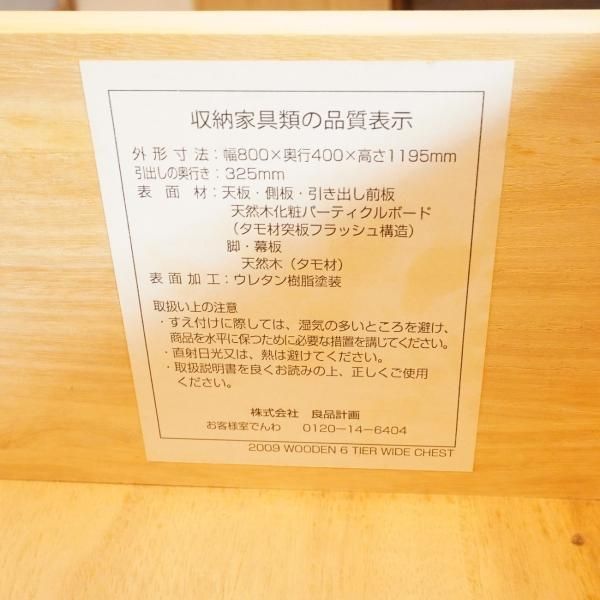 収納家具類の品質表示
外形寸法:幅800×奥行400×高さ1195mm
引出しの奥行き:325mm
表面材:天板・側板・引き出し前板
天然木化粧パーティクルボード
(タモ材突板フラッシュ構造)
脚・幕板
天然木(タモ材)
表面加工:ウレタン樹脂塗装
取扱い上の注意
・すえ付けに際しては、湿気の多いところを避け、
商品を水平に保つために必要な措置を講じてください。
・直射日光又は、熱は避けてください。
・取扱説明書を良くお読みの上、正しくご使用
ください。
株式会社 良品計画
お客様室でんわ 0120-14-6404
2009 WOODEN 6 TIER WIDE CHEST